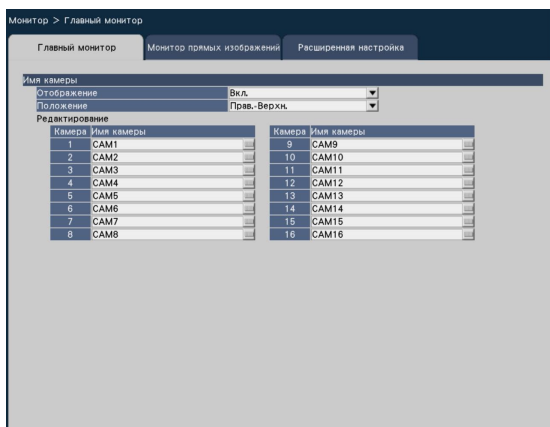 Монитор > Главный монитор
Главный монитор Монитор прямых изображений Расширенная настройка
Имя камеры
Отображение Вкл.
Положение Прав.-Верхн.
Редактирование
Камера Имя камеры Камера Имя камеры
1 CAM1 9 CAM9
2 CAM2 10 CAM10
3 CAM3 11 CAM11
4 CAM4 12 CAM12
5 CAM5 13 CAM13
6 CAM6 14 CAM14
7 CAM7 15 CAM15
8 CAM8 16 CAM16